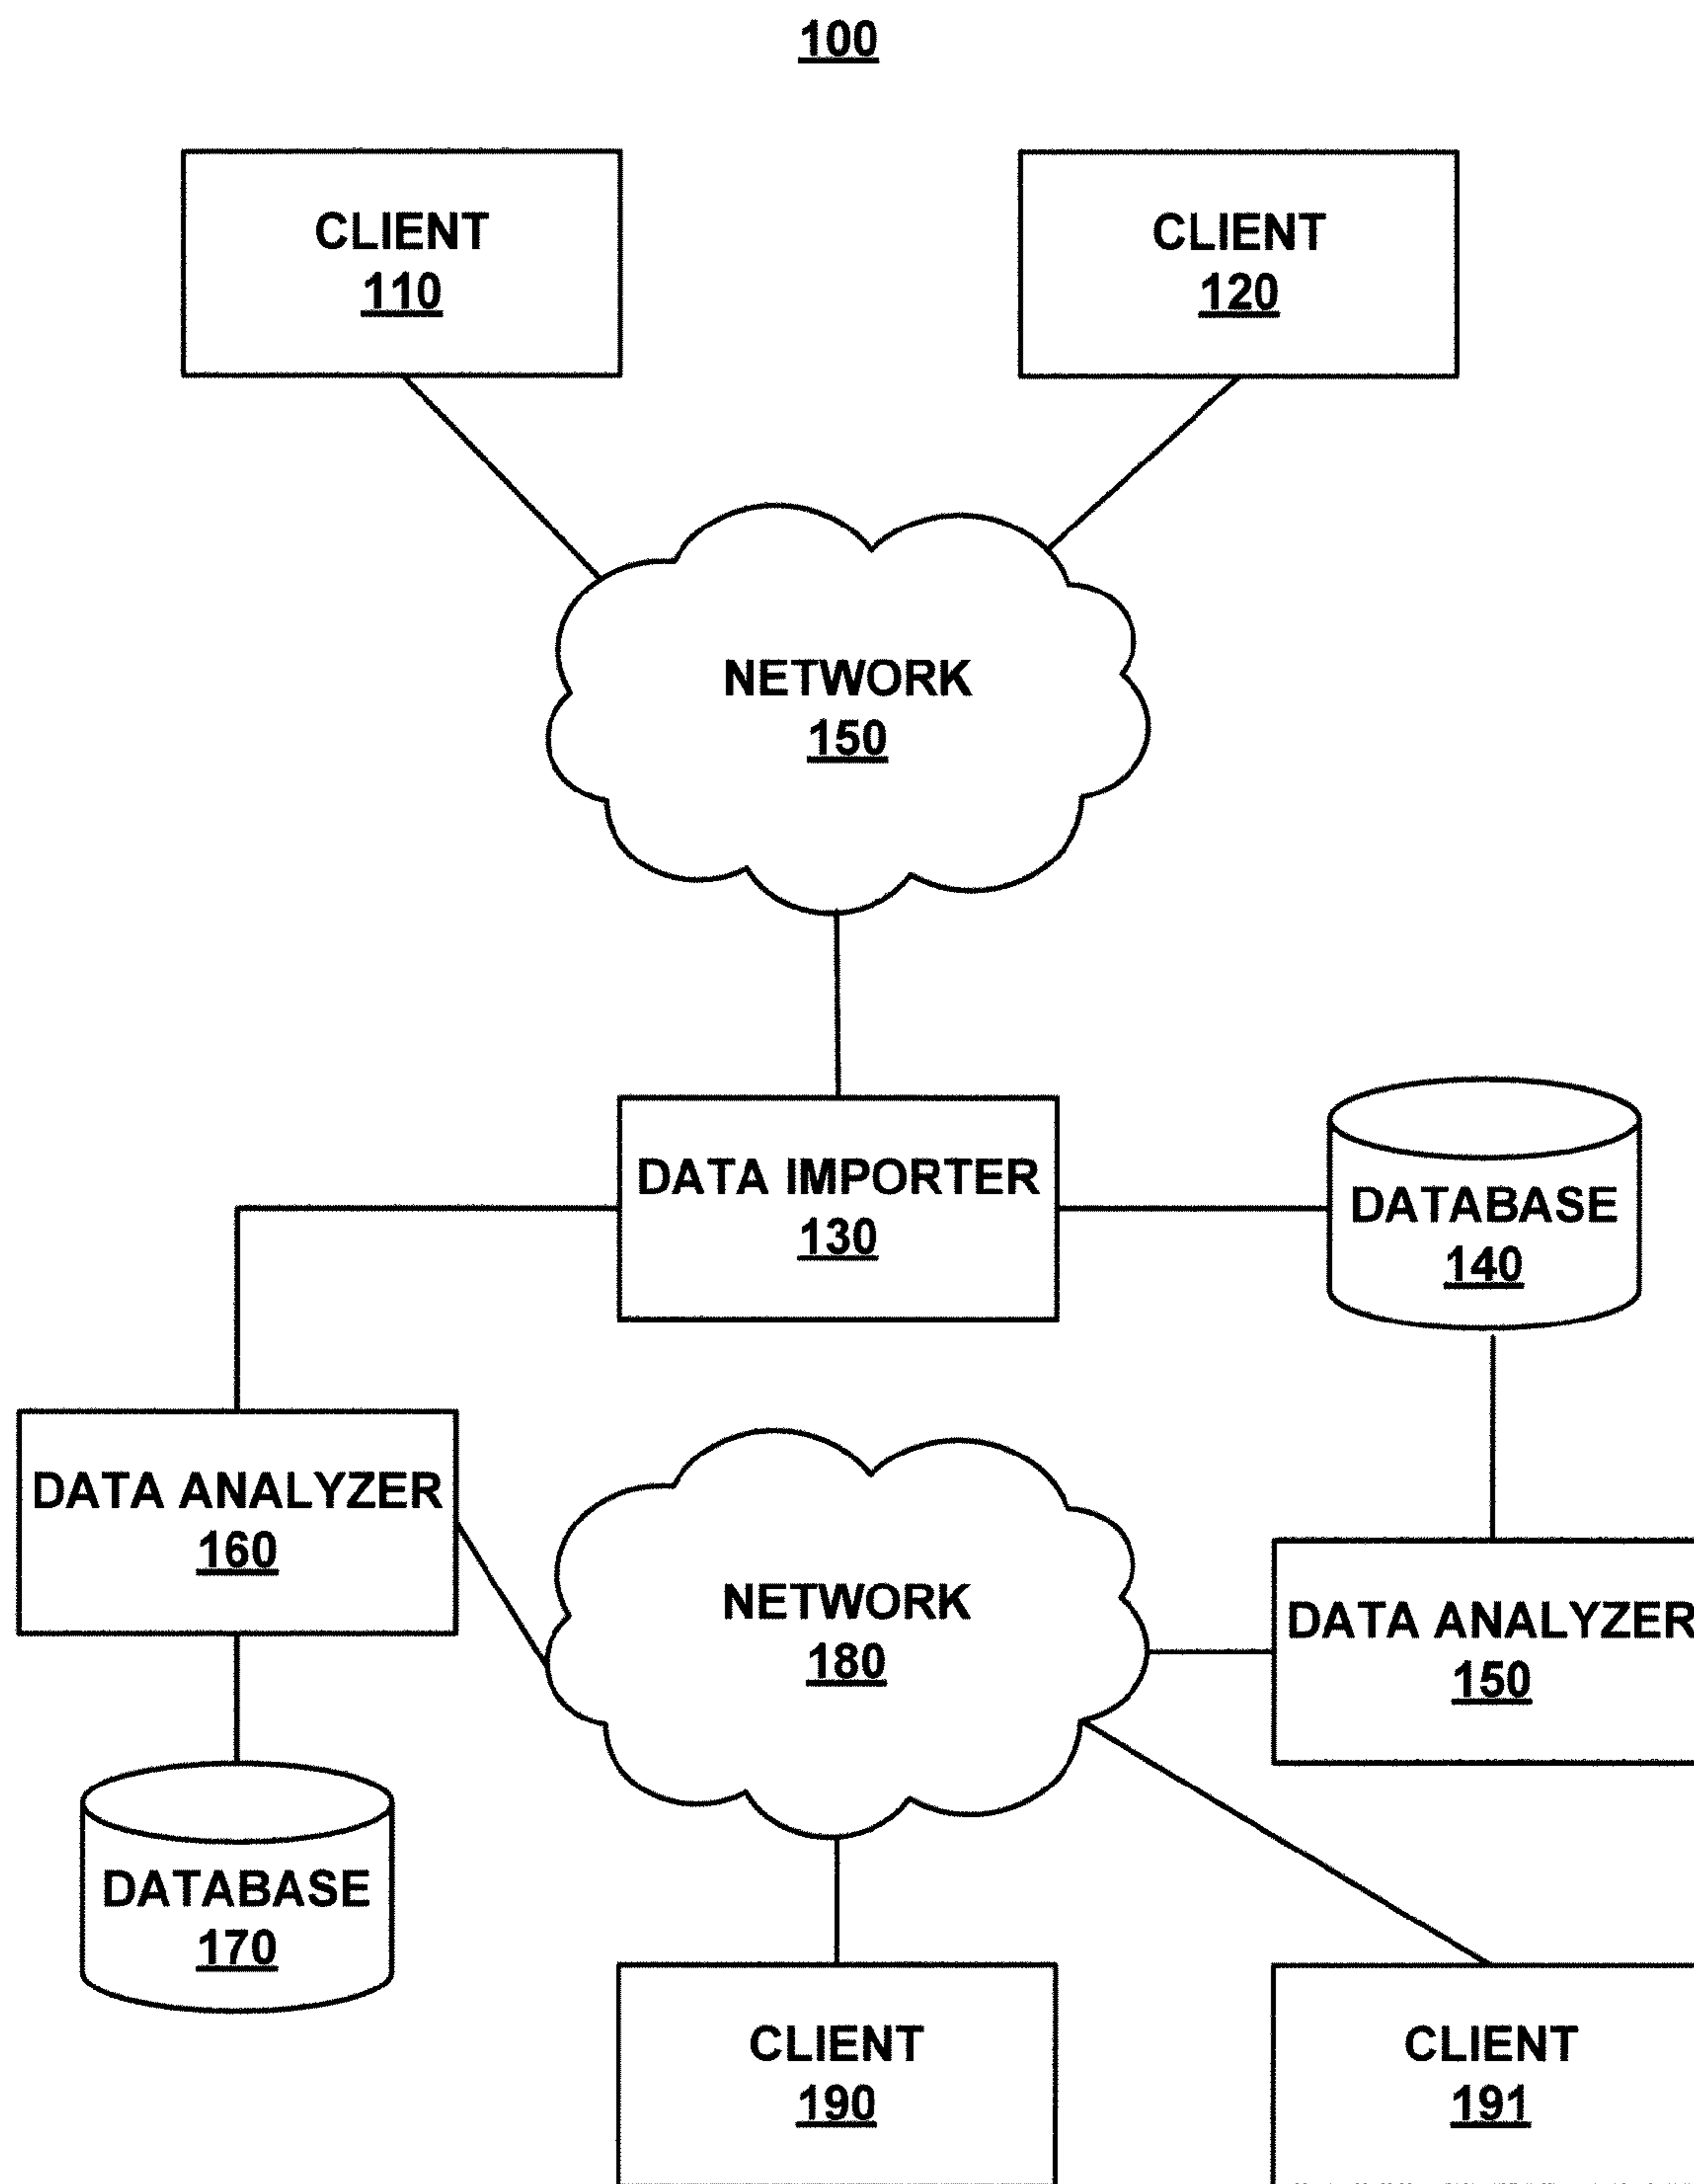 100
CLIENT
110
CLIENT
120
NETWORK
150
DATA IMPORTER
130
DATABASE
140
DATA ANALYZER
160
NETWORK
180
DATA ANALYZER
150
DATABASE
170
CLIENT
190
CLIENT
191